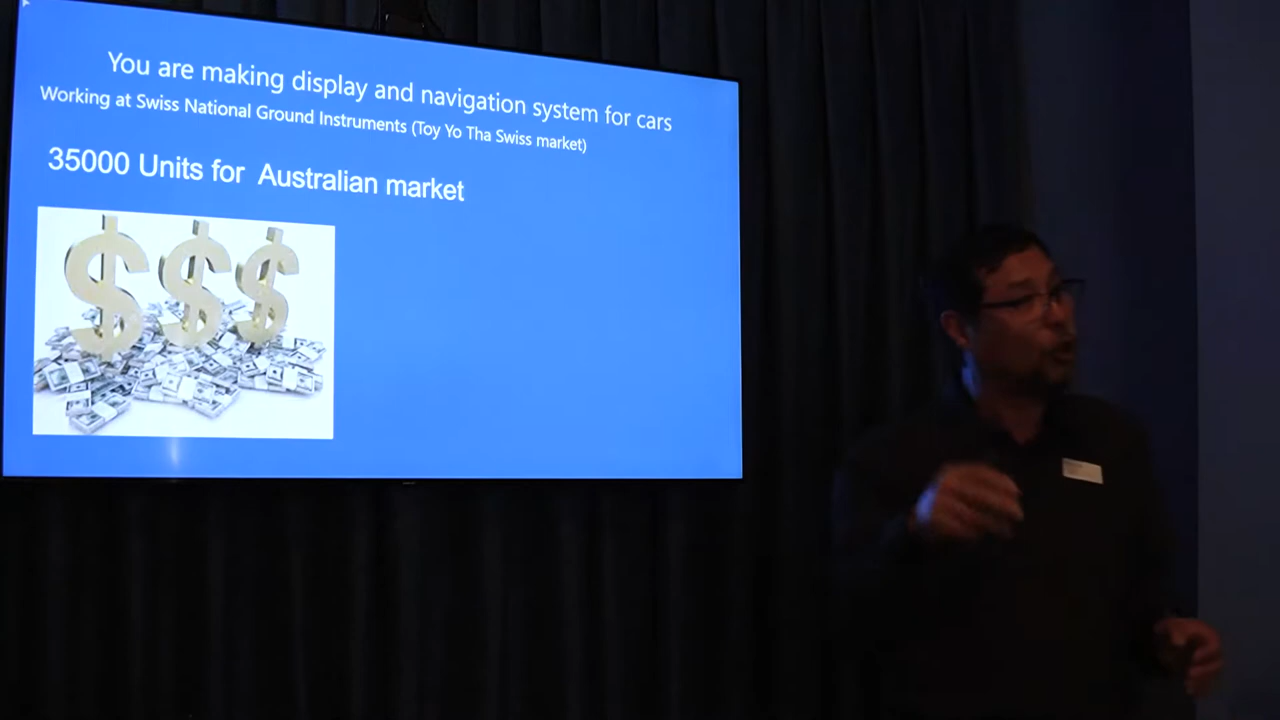 You are making display and navigation system for cars
Working at Swiss National Ground Instruments (Toy Yo Tha Swiss market)
35000 Units for Australian market